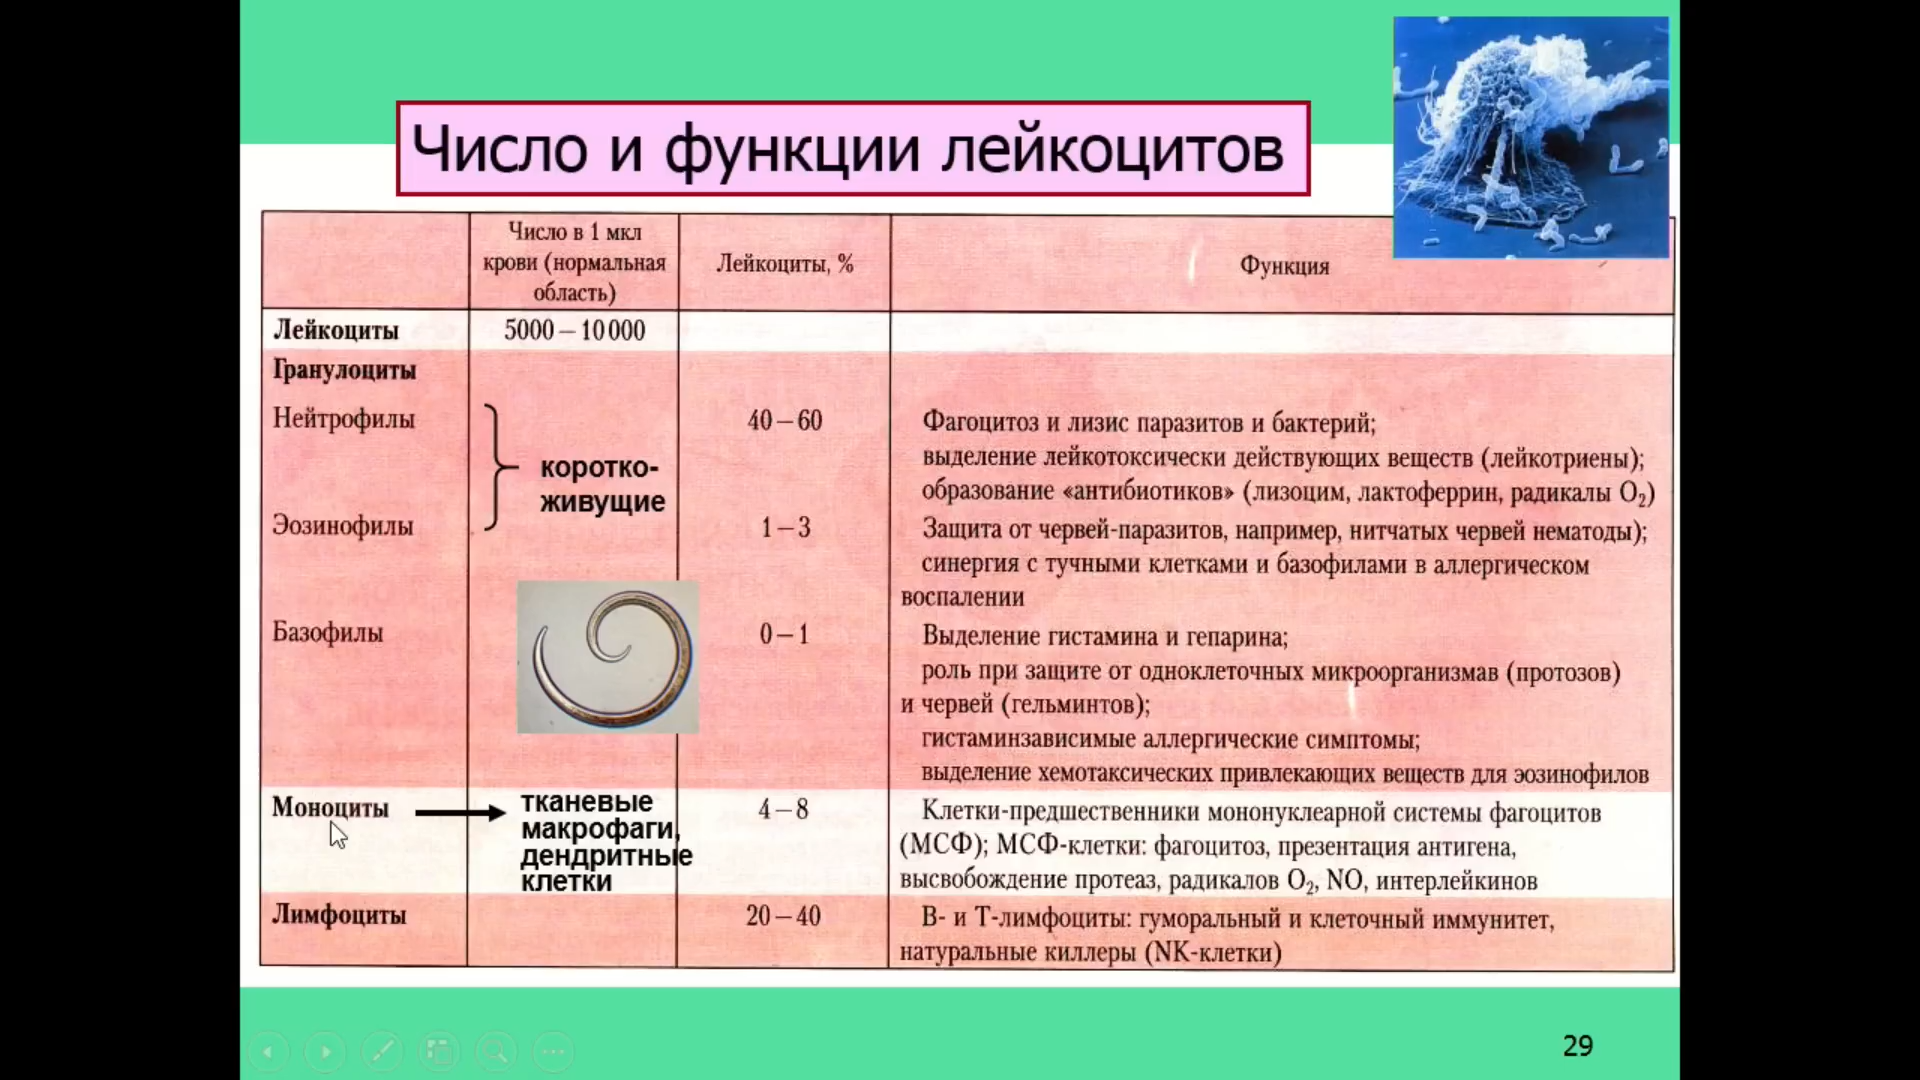 Число и функции лейкоцитов
Число в 1 мкл
крови (нормальная
область)
Лейкоциты, %
Функция
Лейкоциты
5000 – 10 000
Гранулоциты
Нейтрофилы
40 – 60
Фагоцитоз и лизис паразитов и бактерий;
выделение лейкотоксически действующих веществ (лейкотриены);
образование «антибиотиков» (лизоцим, лактоферрин, радикалы O₂)
коротко-
живущие
Эозинофилы
1 – 3
Защита от червей-паразитов, например, нитчатых червей нематоды);
синергия с тучными клетками и базофилами в аллергическом
воспалении
Базофилы
0 – 1
Выделение гистамина и гепарина;
роль при защите от одноклеточных микроорганизмав (протозов)
и червей (гельминтов);
гистаминзависимые аллергические симптомы;
выделение хемотаксических привлекающих веществ для эозинофилов
Моноциты
тканевые
макрофаги,
дендритные
клетки
4 – 8
Клетки-предшественники мононуклеарной системы фагоцитов
(МСФ); МСФ-клетки: фагоцитоз, презентация антигена,
высвобождение протеаз, радикалов O₂, NO, интерлейкинов
Лимфоциты
20 – 40
В- и Т-лимфоциты: гуморальный и клеточный иммунитет,
натуральные киллеры (NK-клетки)
29